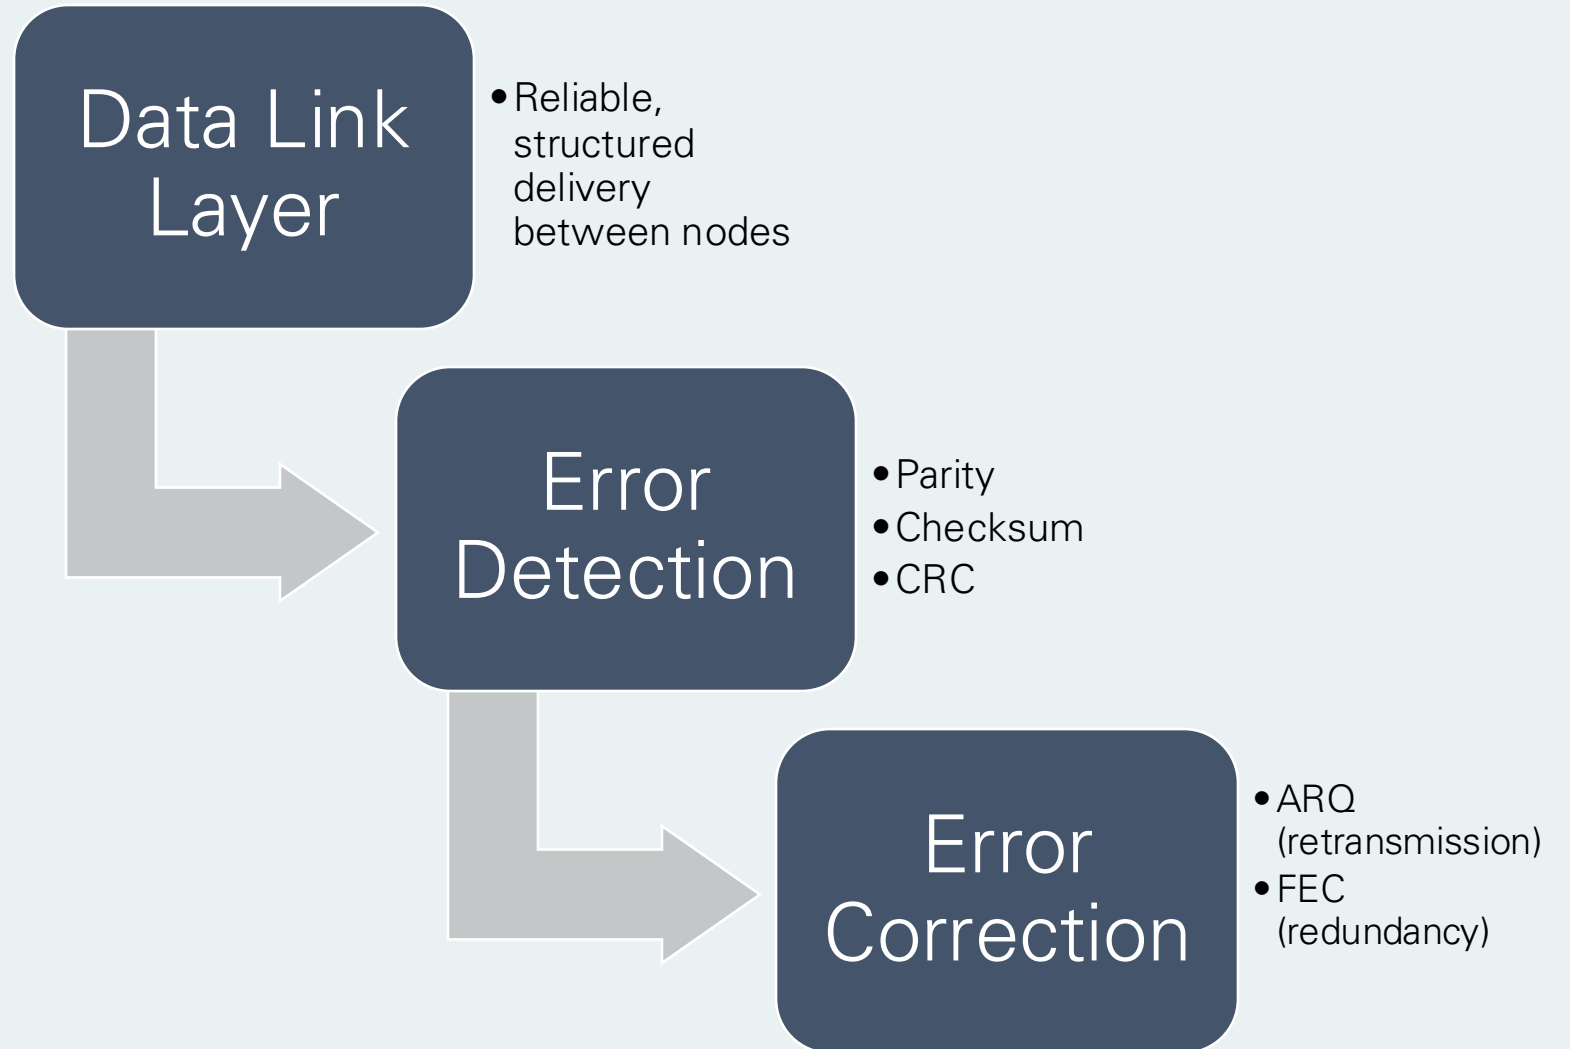 Data Link
Layer
•Reliable,
structured
delivery
between nodes
Error
Detection
•Parity
•Checksum
•CRC
Error
Correction
•ARQ
(retransmission)
•FEC
(redundancy)